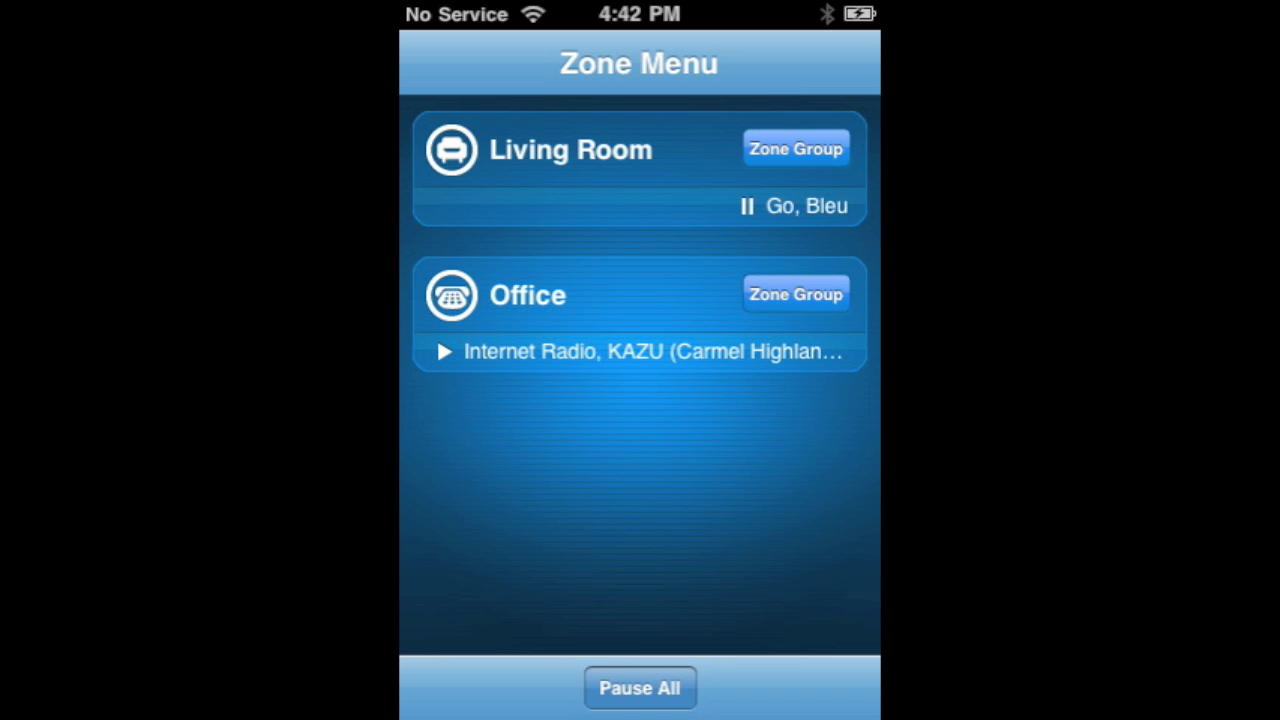 No Service 4:42 PM
Zone Menu
Living Room Zone Group
Go, Bleu
Office Zone Group
Internet Radio, KAZU (Carmel Highlan...
Pause All